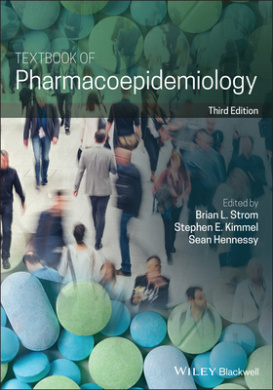 TEXTBOOK OF
Pharmacoepidemiology
Third Edition
Edited by
Brian L. Strom
Stephen E. Kimmel
Sean Hennessy
WILEY Blackwell